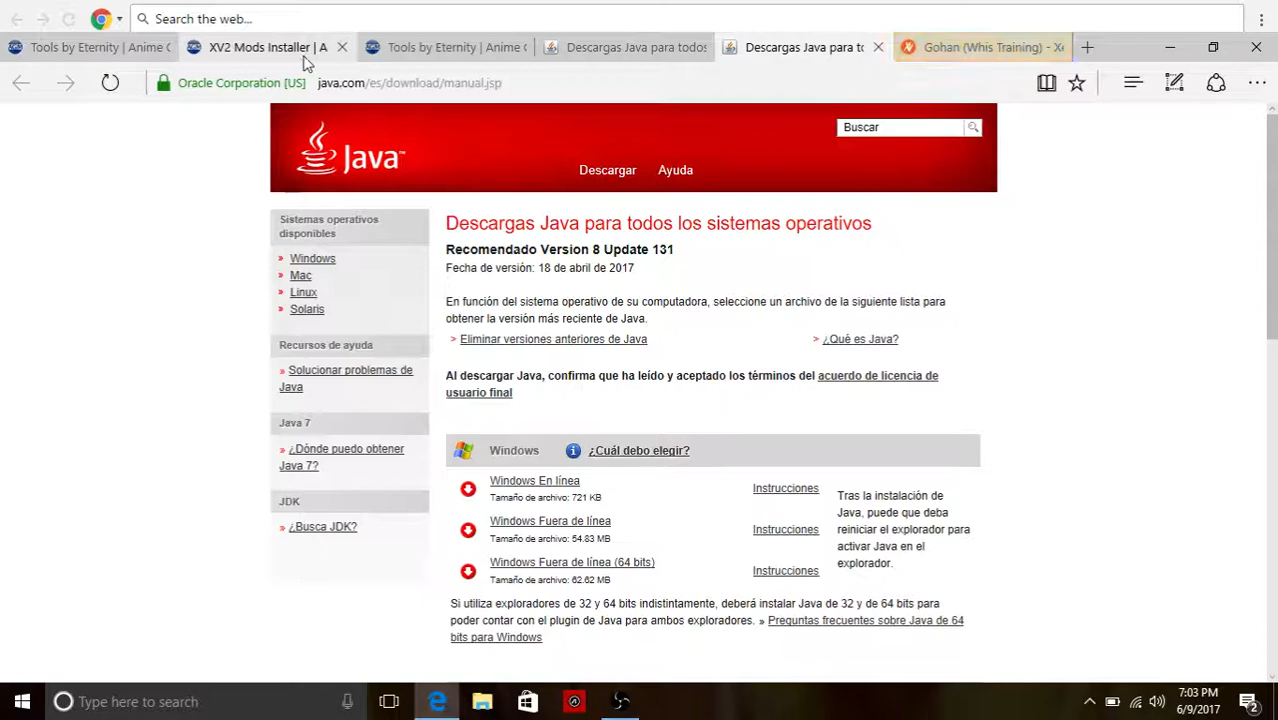 Search the web...
Tools by Eternity | Anime G
XV2 Mods Installer | A
Tools by Eternity | Anime G
Descargas Java para todos
Descargas Java para to
Gohan (Whis Training) - Xe
Oracle Corporation [US]
java.com/es/download/manual.jsp
Java™
Buscar
Descargar
Ayuda
Sistemas operativos
disponibles
» Windows
» Mac
» Linux
» Solaris
Recursos de ayuda
» Solucionar problemas de
Java
Java 7
» ¿Dónde puedo obtener
Java 7?
JDK
» ¿Busca JDK?
Descargas Java para todos los sistemas operativos
Recomendado Version 8 Update 131
Fecha de versión: 18 de abril de 2017
En función del sistema operativo de su computadora, seleccione un archivo de la siguiente lista para
obtener la versión más reciente de Java.
> Eliminar versiones anteriores de Java
> ¿Qué es Java?
Al descargar Java, confirma que ha leído y aceptado los términos del acuerdo de licencia de
usuario final
Windows
¿Cuál debo elegir?
Windows En línea
Tamaño de archivo: 721 KB
Instrucciones
Windows Fuera de línea
Tamaño de archivo: 54.83 MB
Instrucciones
Windows Fuera de línea (64 bits)
Tamaño de archivo: 62.62 MB
Instrucciones
Tras la instalación de
Java, puede que deba
reiniciar el explorador para
activar Java en el
explorador.
Si utiliza exploradores de 32 y 64 bits indistintamente, deberá instalar Java de 32 y de 64 bits para
poder contar con el plugin de Java para ambos exploradores. » Preguntas frecuentes sobre Java de 64
bits para Windows
Type here to search
7:03 PM
6/9/2017
2